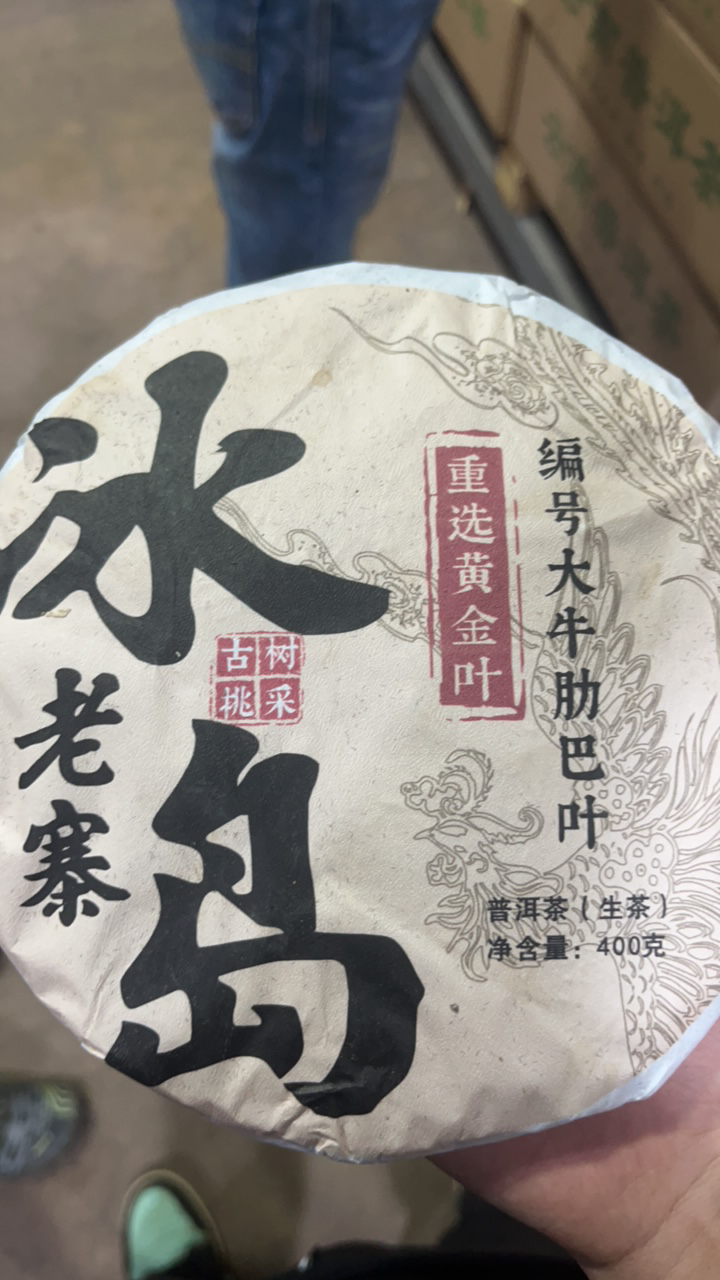 冰岛
老寨
古树
桃采
重选黄金叶
编号大牛肋巴叶
普洱茶（生茶）
净含量：400克